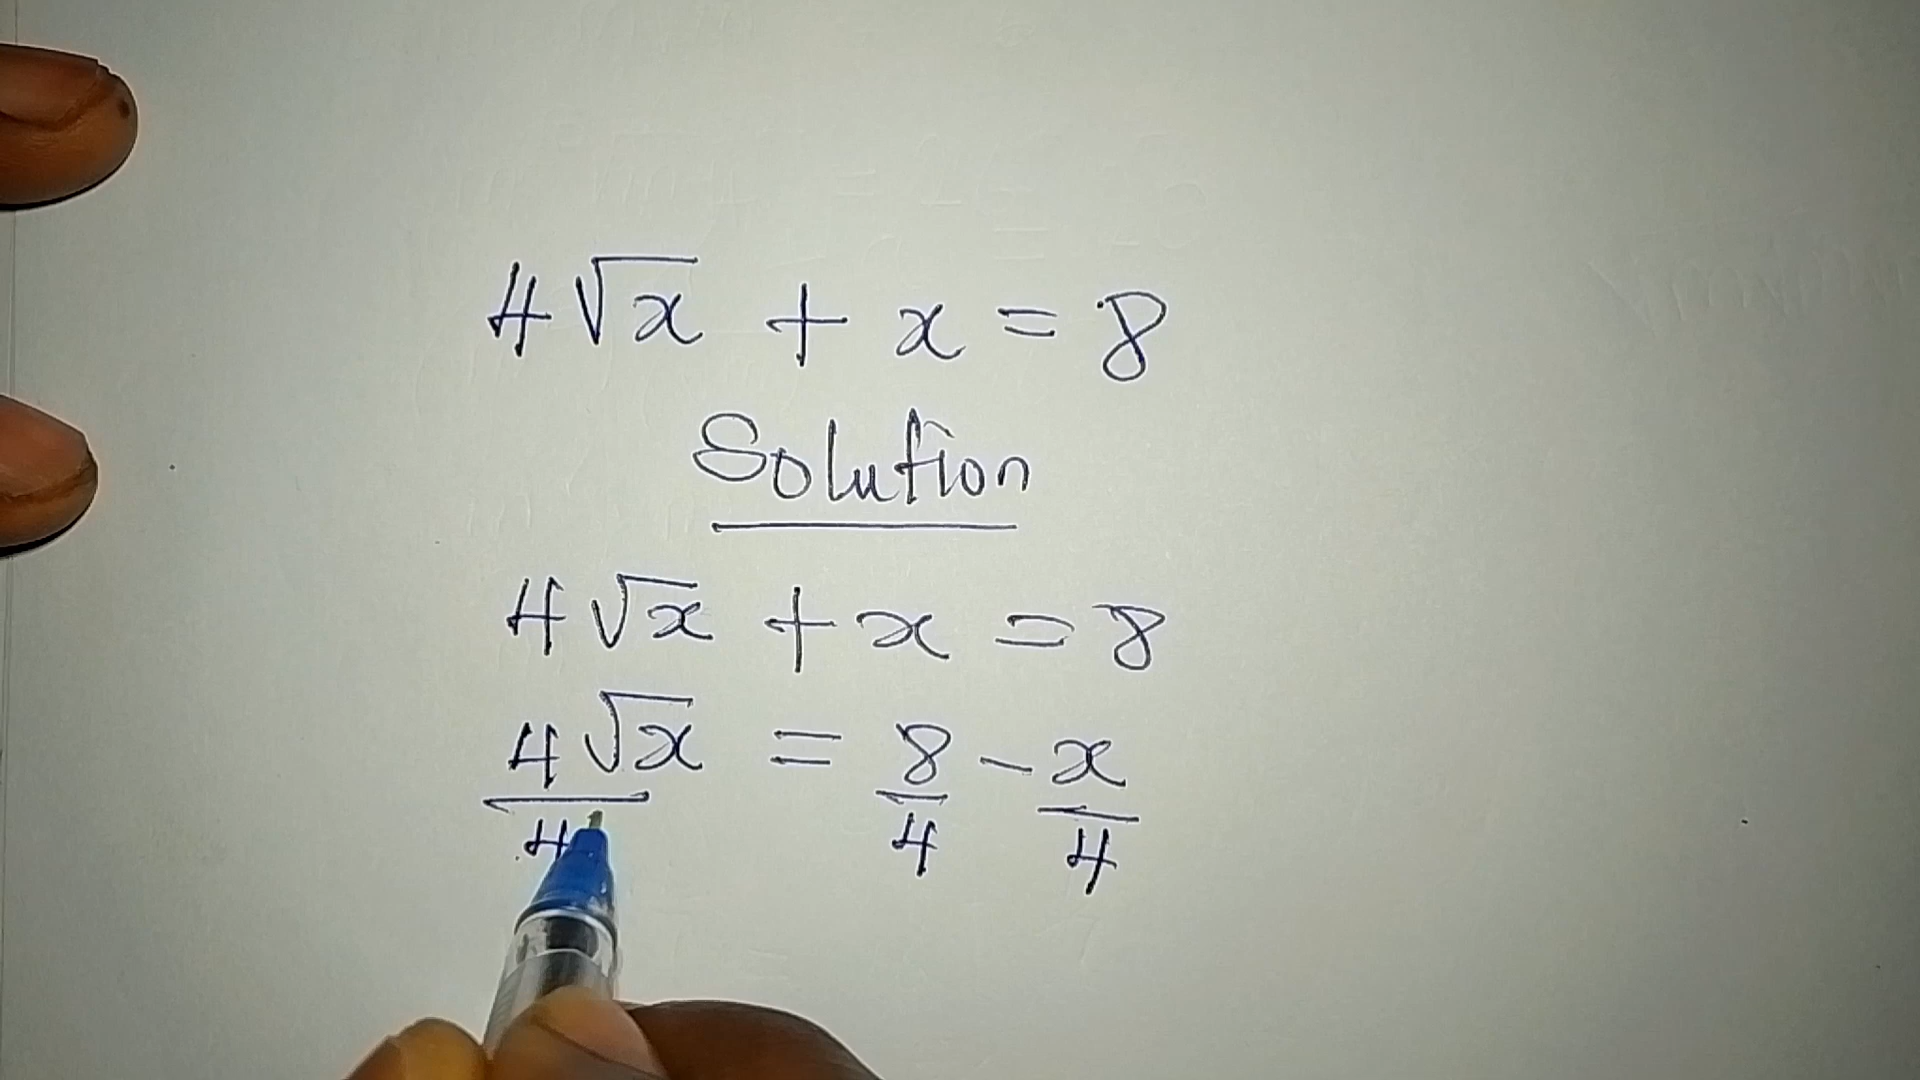 4√x + x = 8
Solution
4√x + x = 8
4√x = 8 - x
4 4 4